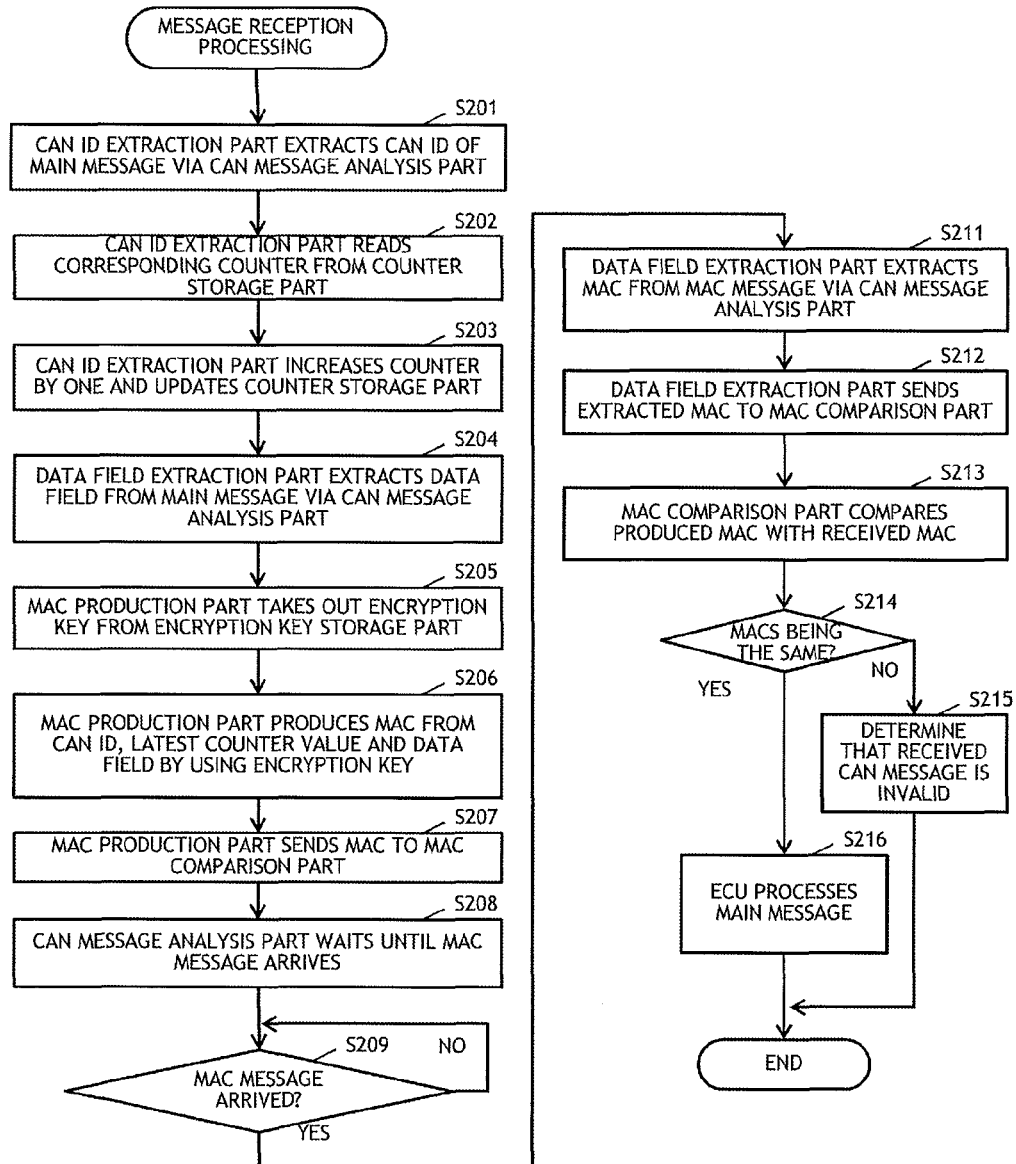 MESSAGE RECEPTION
PROCESSING
S201
CAN ID EXTRACTION PART EXTRACTS CAN ID OF
MAIN MESSAGE VIA CAN MESSAGE ANALYSIS PART
S202
CAN ID EXTRACTION PART READS
CORRESPONDING COUNTER FROM COUNTER
STORAGE PART
S203
CAN ID EXTRACTION PART INCREASES COUNTER
BY ONE AND UPDATES COUNTER STORAGE PART
S204
DATA FIELD EXTRACTION PART EXTRACTS DATA
FIELD FROM MAIN MESSAGE VIA CAN MESSAGE
ANALYSIS PART
S205
MAC PRODUCTION PART TAKES OUT ENCRYPTION
KEY FROM ENCRYPTION KEY STORAGE PART
S206
MAC PRODUCTION PART PRODUCES MAC FROM
CAN ID, LATEST COUNTER VALUE AND DATA
FIELD BY USING ENCRYPTION KEY
S207
MAC PRODUCTION PART SENDS MAC TO MAC
COMPARISON PART
S208
CAN MESSAGE ANALYSIS PART WAITS UNTIL MAC
MESSAGE ARRIVES
S209
NO
MAC MESSAGE
ARRIVED?
YES
S211
DATA FIELD EXTRACTION PART EXTRACTS
MAC FROM MAC MESSAGE VIA CAN MESSAGE
ANALYSIS PART
S212
DATA FIELD EXTRACTION PART SENDS
EXTRACTED MAC TO MAC COMPARISON PART
S213
MAC COMPARISON PART COMPARES
PRODUCED MAC WITH RECEIVED MAC
S214
MACS BEING
THE SAME?
NO
YES
S215
DETERMINE
THAT RECEIVED
CAN MESSAGE IS
INVALID
S216
ECU PROCESSES
MAIN MESSAGE
END